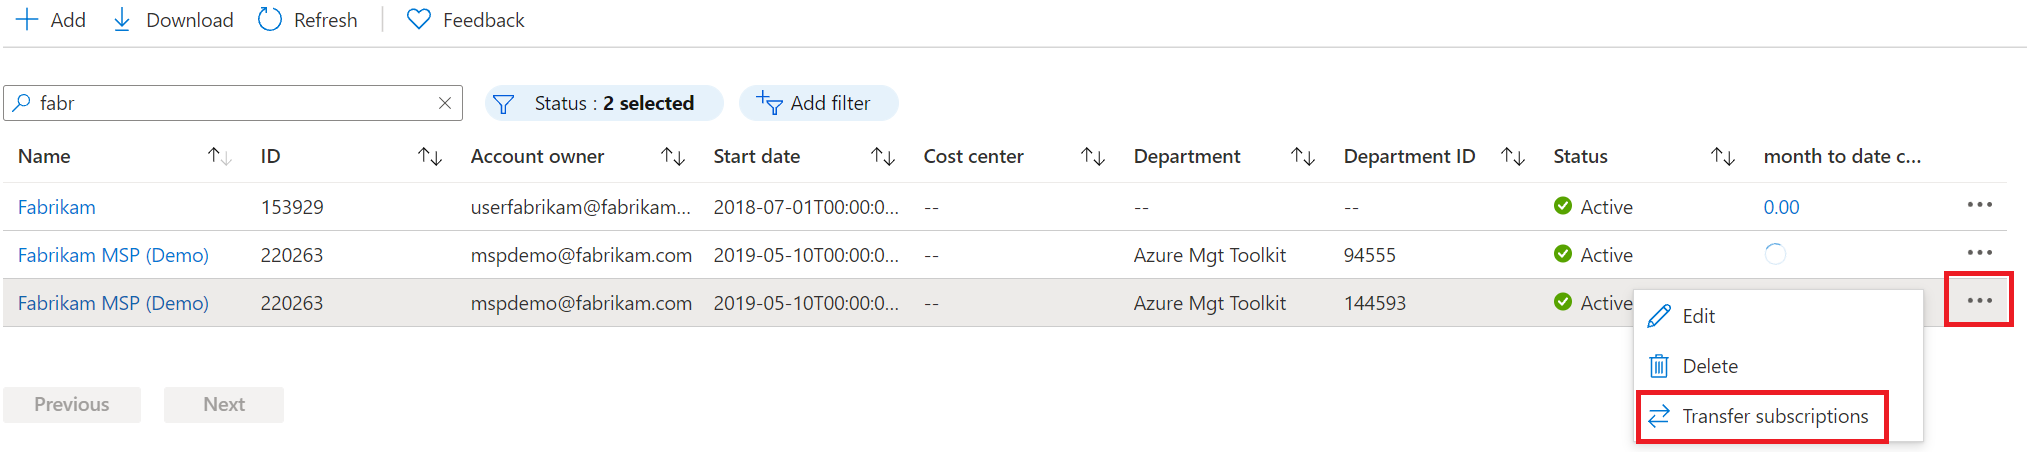 Add Download Refresh Feedback
fabr Status : 2 selected Add filter
Name ID Account owner Start date Cost center Department Department ID Status month to date c...
Fabrikam 153929 userfabrikam@fabrikam... 2018-07-01T00:00:0... -- -- -- Active 0.00 ...
Fabrikam MSP (Demo) 220263 mspdemo@fabrikam.com 2019-05-10T00:00:0... -- Azure Mgt Toolkit 94555 Active ...
Fabrikam MSP (Demo) 220263 mspdemo@fabrikam.com 2019-05-10T00:00:0... -- Azure Mgt Toolkit 144593 Active ...
Edit
Delete
Transfer subscriptions
Previous Next